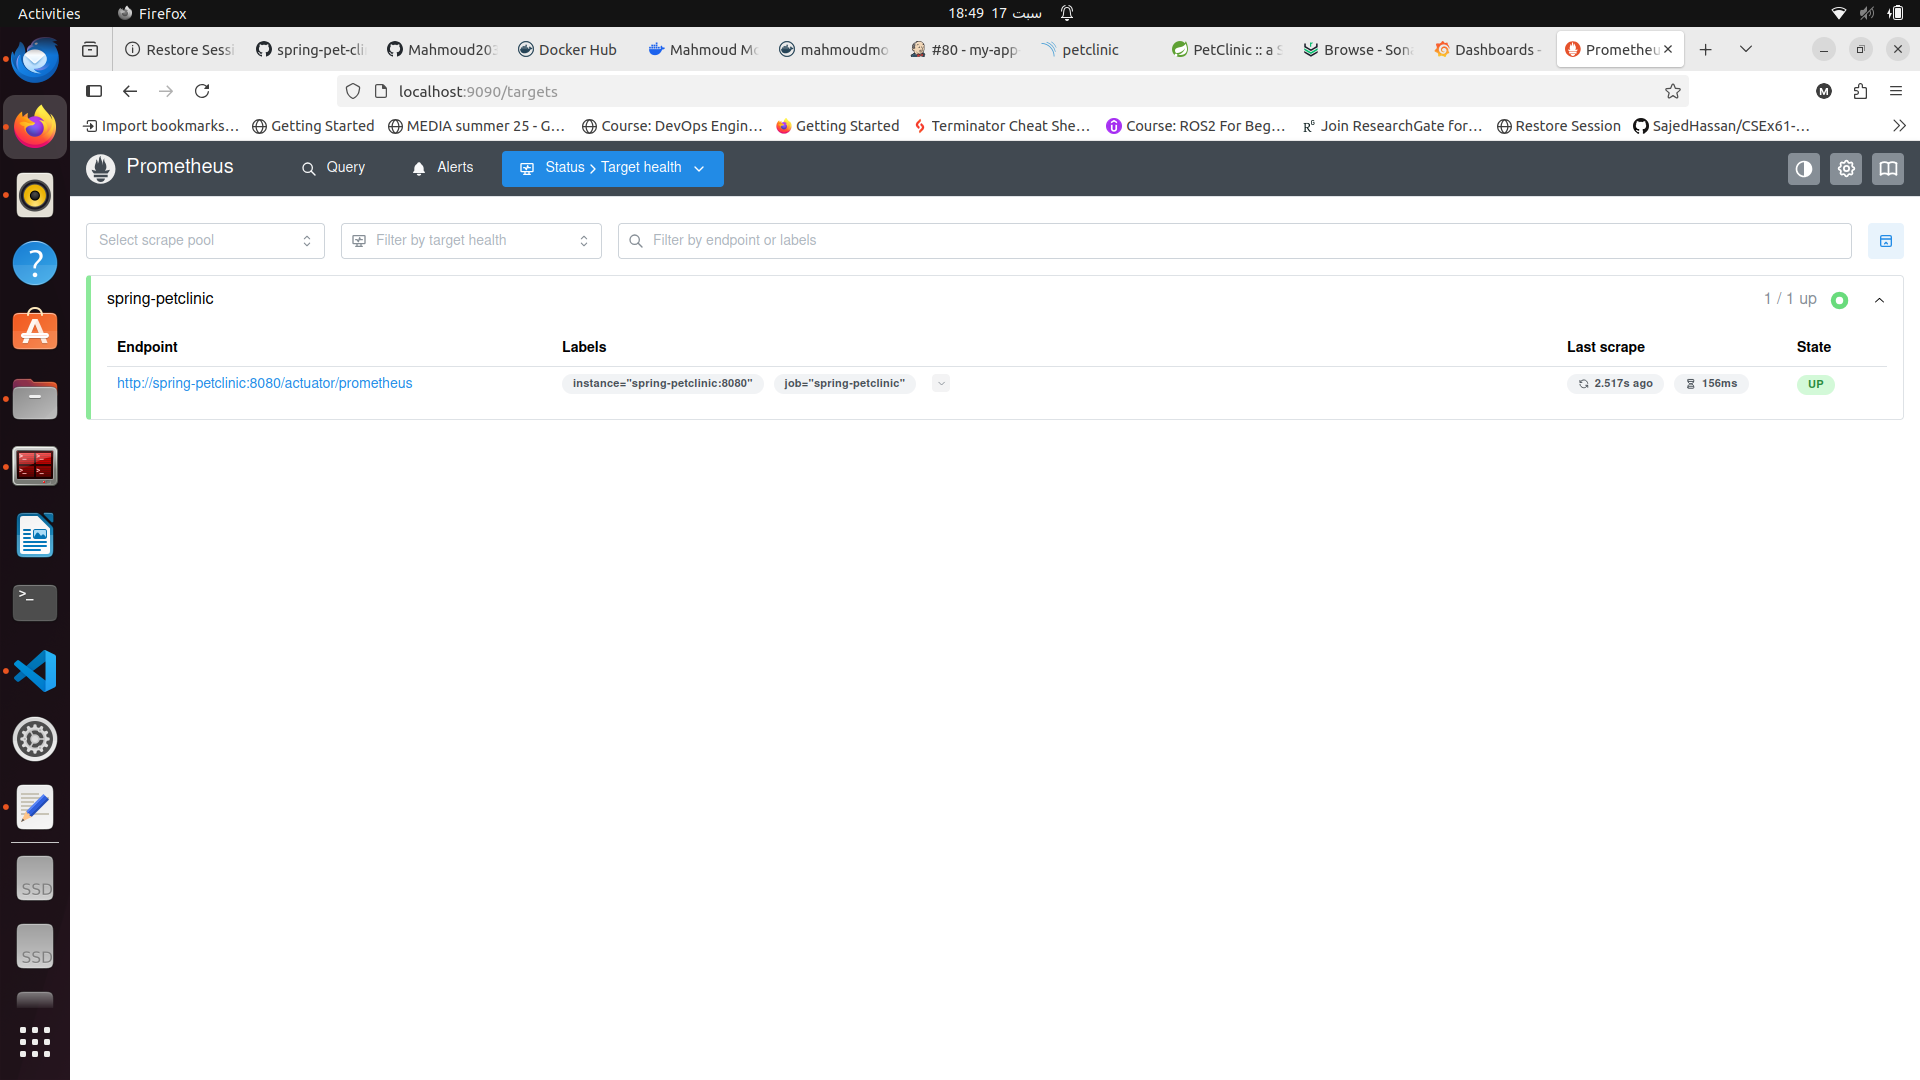 Activities Firefox 18:49 17 سبت
Restore Sessi spring-pet-cli Mahmoud203 Docker Hub Mahmoud Mo mahmoudmo #80 - my-app petclinic PetClinic :: a S Browse - Son Dashboards - Prometheu
localhost:9090/targets M
Import bookmarks... Getting Started MEDIA summer 25 - G... Course: DevOps Engin... Getting Started Terminator Cheat She... Course: ROS2 For Beg... Join ResearchGate for... Restore Session SajedHassan/CSEx61-...
Prometheus Query Alerts Status > Target health
Select scrape pool Filter by target health Filter by endpoint or labels
spring-petclinic 1 / 1 up
Endpoint Labels Last scrape State
http://spring-petclinic:8080/actuator/prometheus instance="spring-petclinic:8080" job="spring-petclinic" 2.517s ago 156ms UP
SSD
SSD